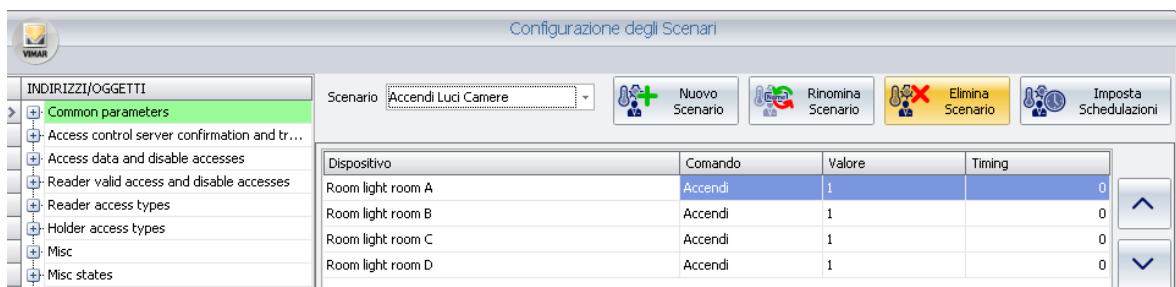 Configurazione degli Scenari
VIMAR
INDIRIZZI/OGGETTI
Common parameters
Access control server confirmation and tr...
Access data and disable accesses
Reader valid access and disable accesses
Reader access types
Holder access types
Misc
Misc states
Scenario Accendi Luci Camere
Nuovo
Scenario
Rinomina
Scenario
Elimina
Scenario
Imposta
Schedulazioni
Dispositivo Comando Valore Timing
Room light room A Accendi 1 0
Room light room B Accendi 1 0
Room light room C Accendi 1 0
Room light room D Accendi 1 0